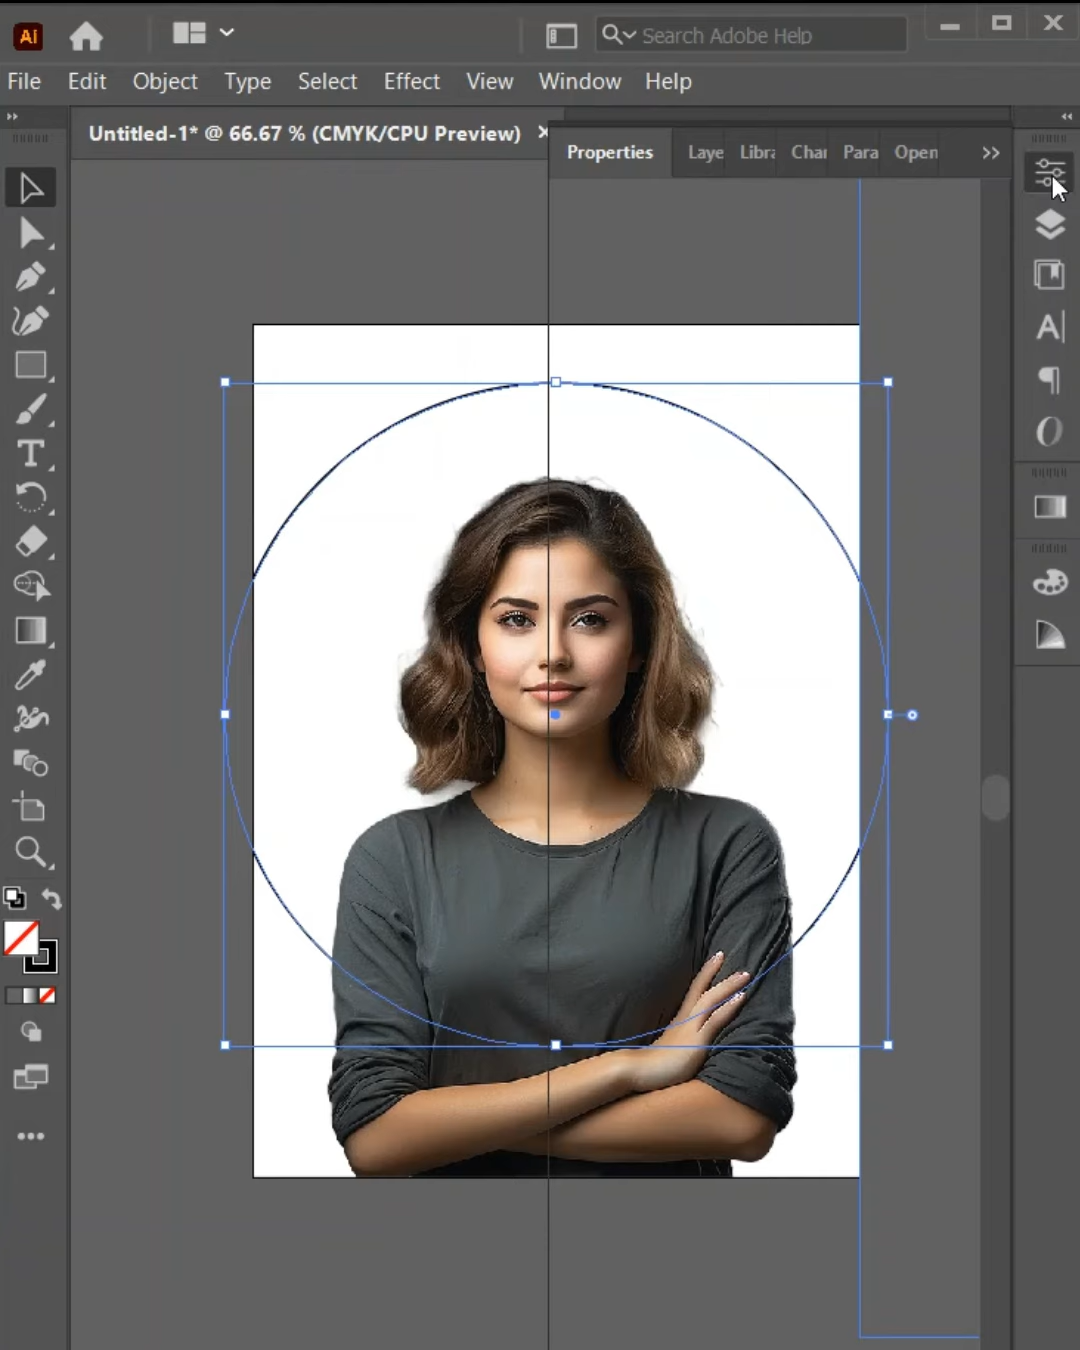 Ai
Search Adobe Help
File Edit Object Type Select Effect View Window Help
Untitled-1* @ 66.67 % (CMYK/CPU Preview) ×
Properties Laye Libra Char Para Open >>
A
T